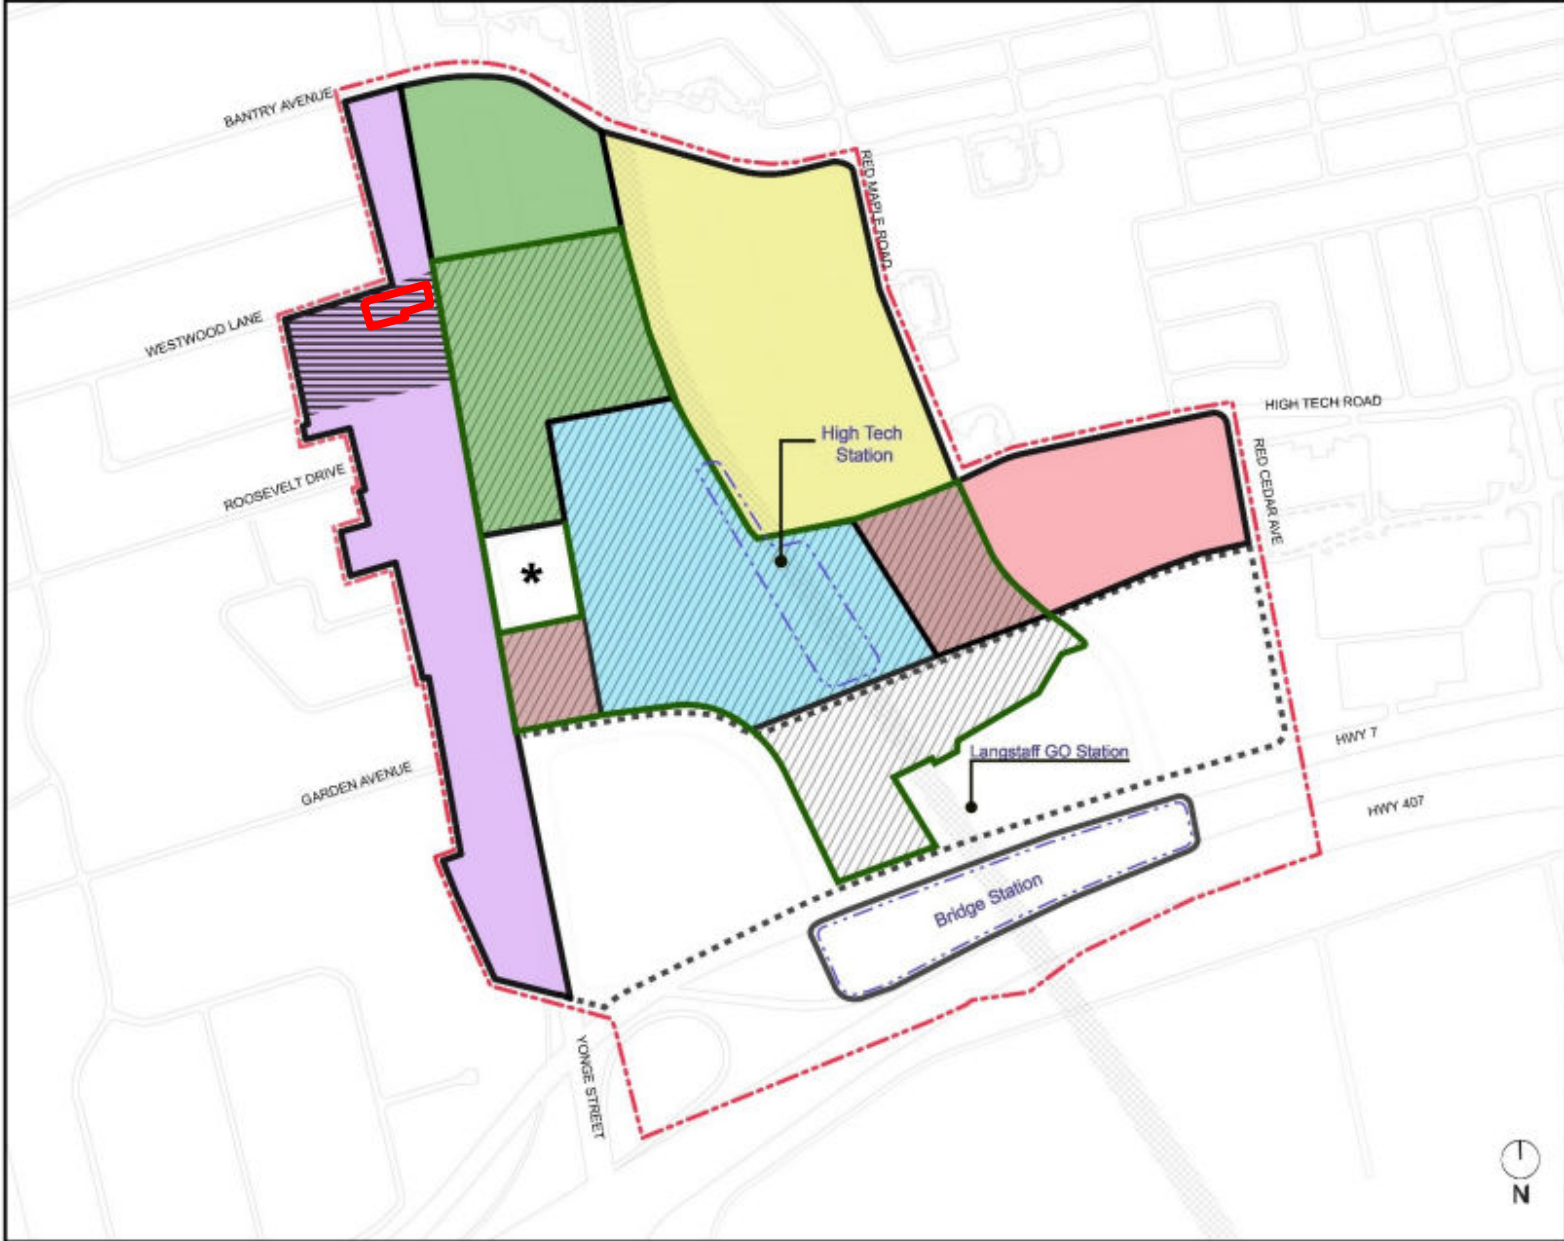 BANTRY AVENUE
RED MAPLE ROAD
WESTWOOD LANE
HIGH TECH ROAD
High Tech
Station
RED CEDAR AVE
ROOSEVELT DRIVE
*
HWY 7
Langstaff GO Station
GARDEN AVENUE
HWY 407
Bridge Station
YONGE STREET
N